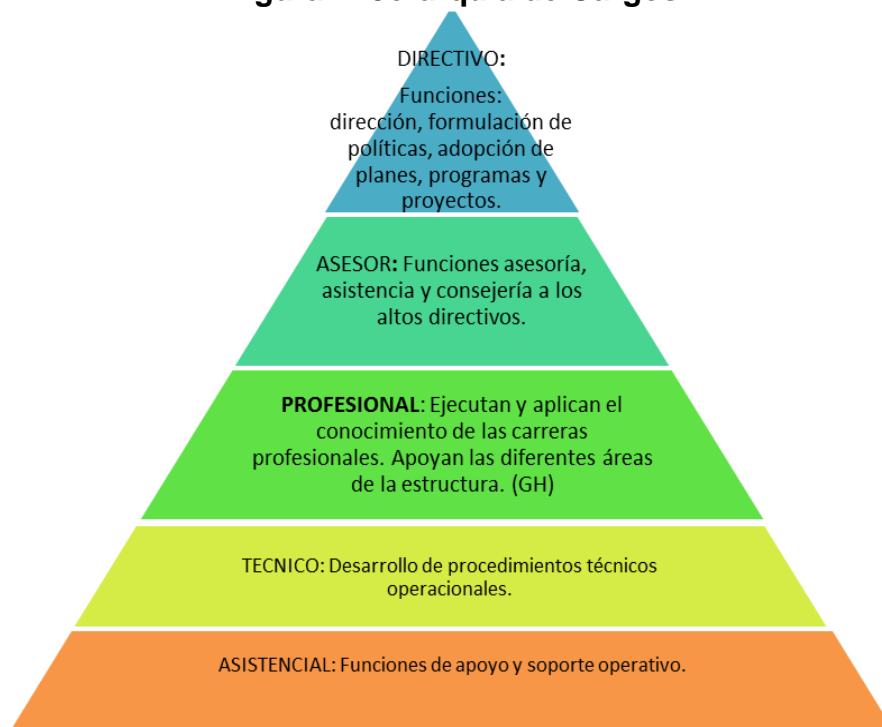 DIRECTIVO:
Funciones:
dirección, formulación de
políticas, adopción de
planes, programas y
proyectos.
ASESOR: Funciones asesoría,
asistencia y consejería a los
altos directivos.
PROFESIONAL: Ejecutan y aplican el
conocimiento de las carreras
profesionales. Apoyan las diferentes áreas
de la estructura. (GH)
TECNICO: Desarrollo de procedimientos técnicos
operacionales.
ASISTENCIAL: Funciones de apoyo y soporte operativo.